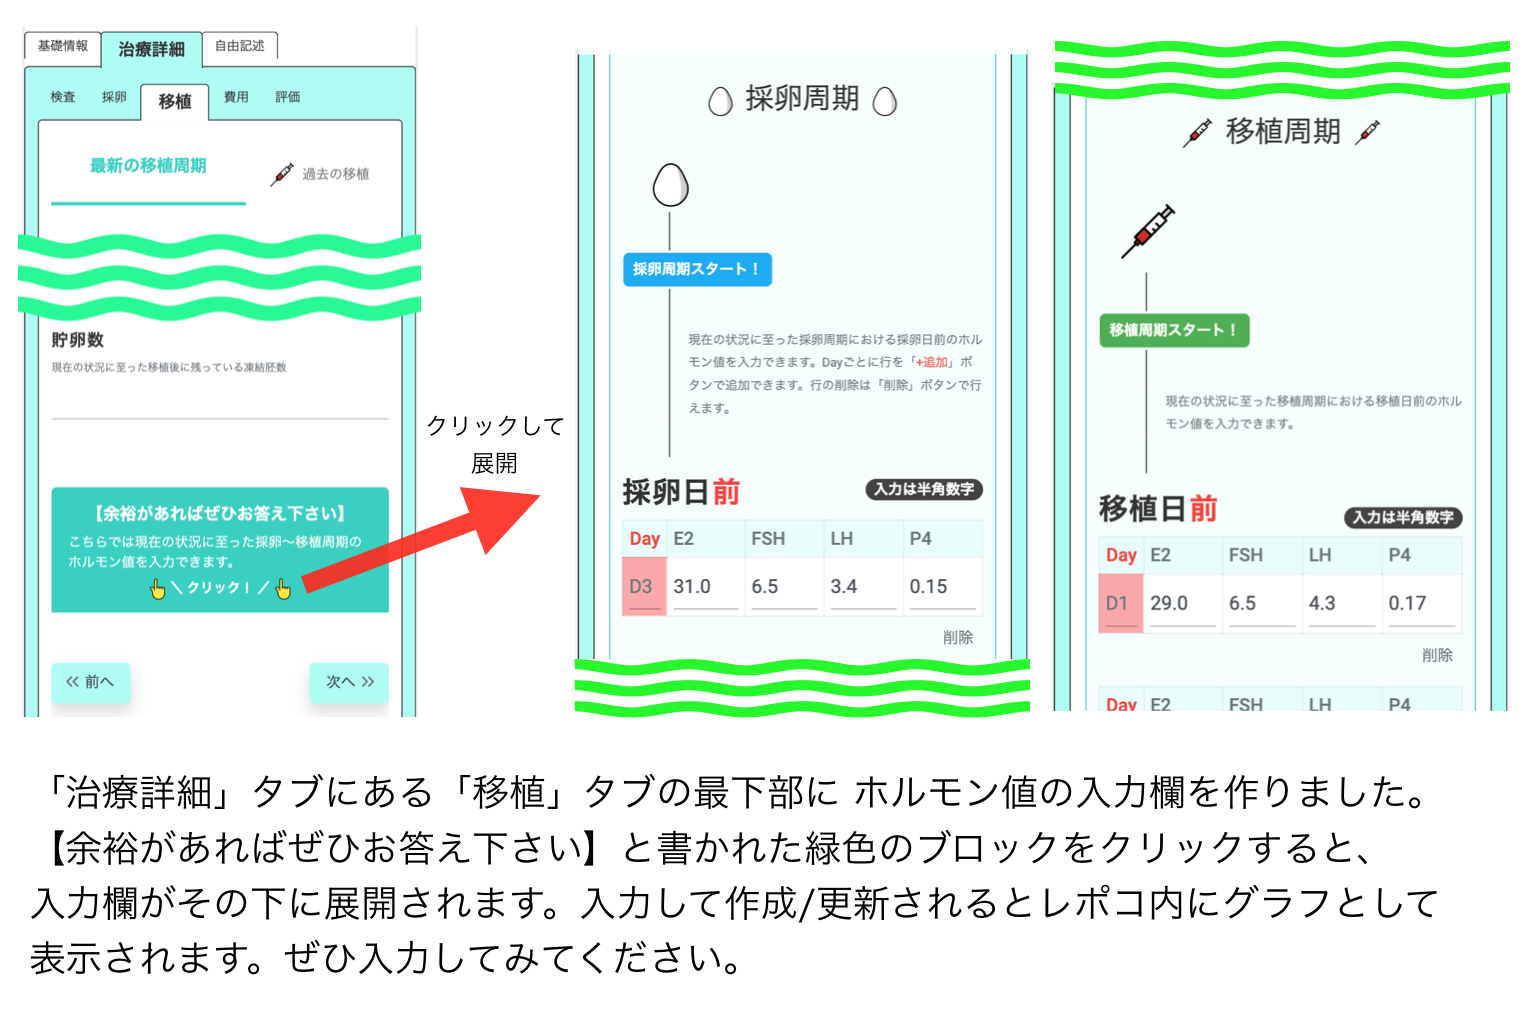 基礎情報 治療詳細 自由記述
検査 採卵 移植 費用 評価
最新の移植周期 過去の移植
貯卵数
現在の状況に至った移植後に残っている凍結胚数
【余裕があればぜひお答え下さい】
こちらでは現在の状況に至った採卵〜移植周期の
ホルモン値を入力できます。
＼クリック！／
≪ 前へ 次へ ≫
クリックして
展開
採卵周期
採卵周期スタート！
現在の状況に至った採卵周期における採卵日前のホル
モン値を入力できます。Dayごとに行を「+追加」ボ
タンで追加できます。行の削除は「削除」ボタンで行
えます。
採卵日前 入力は半角数字
Day E2 FSH LH P4
D3 31.0 6.5 3.4 0.15
削除
移植周期
移植周期スタート！
現在の状況に至った移植周期における移植日前のホル
モン値を入力できます。
移植日前 入力は半角数字
Day E2 FSH LH P4
D1 29.0 6.5 4.3 0.17
削除
Day E2 FSH LH P4
「治療詳細」タブにある「移植」タブの最下部に ホルモン値の入力欄を作りました。
【余裕があればぜひお答え下さい】と書かれた緑色のブロックをクリックすると、
入力欄がその下に展開されます。入力して作成/更新されるとレポコ内にグラフとして
表示されます。ぜひ入力してみてください。